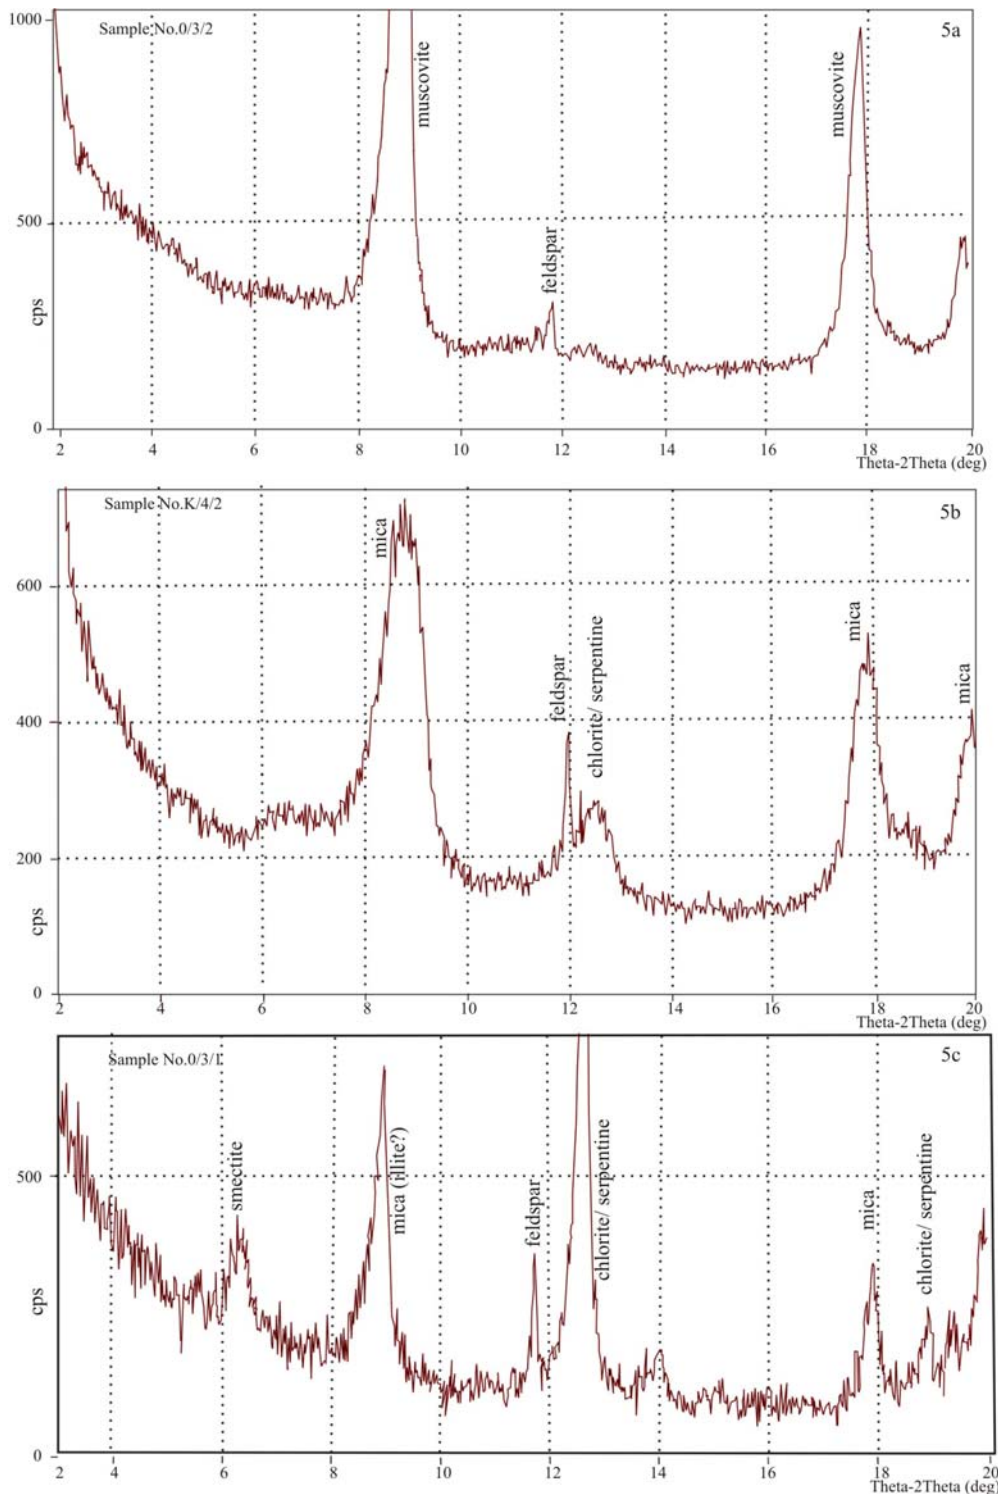 1000
Sample No.0/3/2
5a
muscovite
muscovite
500
feldspar
cps
0
2 4 6 8 10 12 14 16 18 20
Theta-2Theta (deg)
Sample No.K/4/2
5b
mica
600
feldspar
chlorite/ serpentine
mica
mica
400
200
cps
0
2 4 6 8 10 12 14 16 18 20
Theta-2Theta (deg)
Sample No.0/3/1
5c
500
smectite
mica (illite?)
feldspar
chlorite/ serpentine
mica
chlorite/ serpentine
cps
0
2 4 6 8 10 12 14 16 18 20
Theta-2Theta (deg)